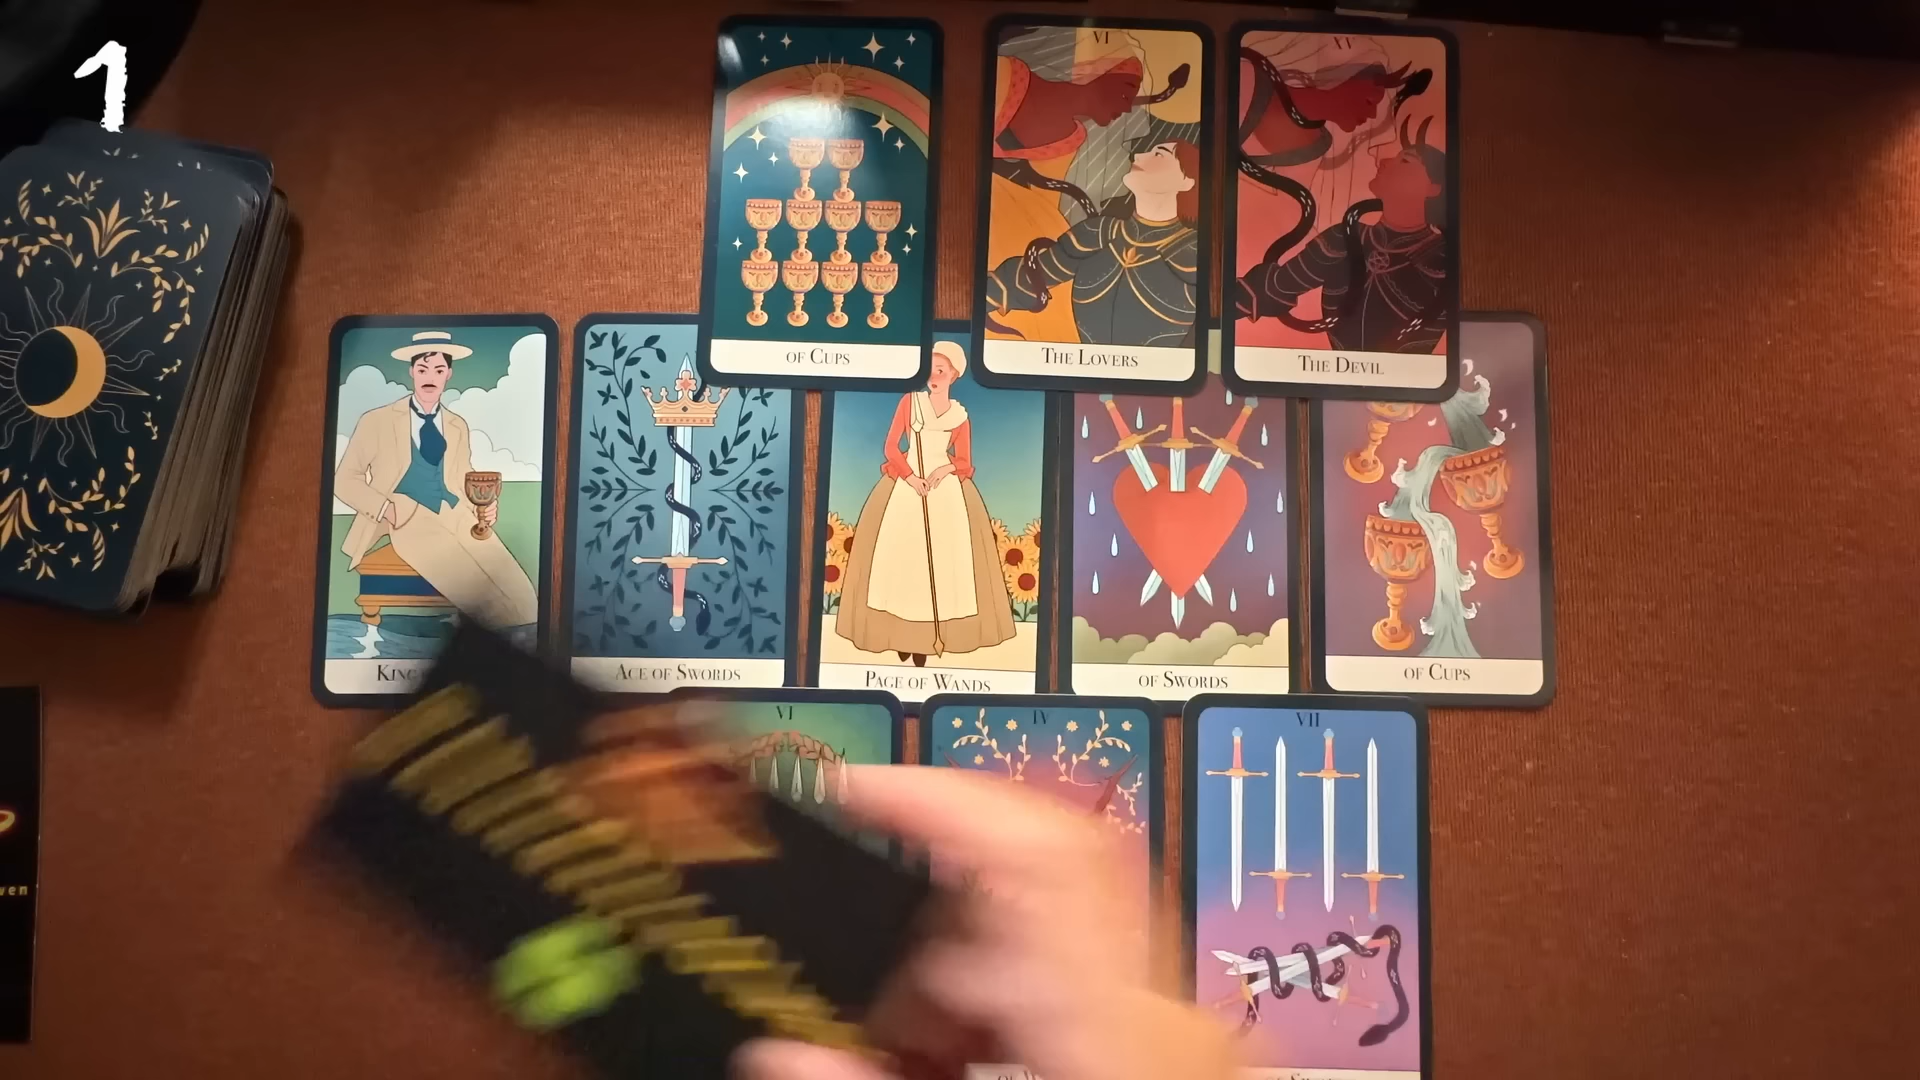 1
VI
XV
OF CUPS
THE LOVERS
THE DEVIL
KING
ACE OF SWORDS
PAGE OF WANDS
OF SWORDS
OF CUPS
VI
IV
VII
ven